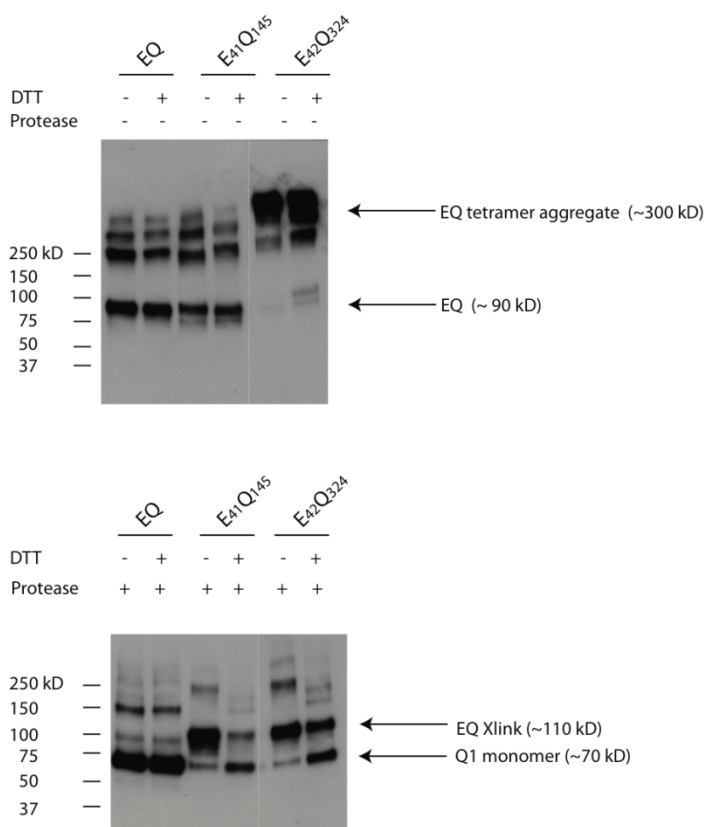 EQ E41Q145 E42Q324
DTT - + - + - +
Protease - - - - - -
EQ tetramer aggregate (~300 kD)
250 kD
150
100
EQ (~ 90 kD)
75
50
37
EQ E41Q145 E42Q324
DTT - + - + - +
Protease + + + + + +
250 kD
150
EQ Xlink (~110 kD)
100
75
Q1 monomer (~70 kD)
50
37